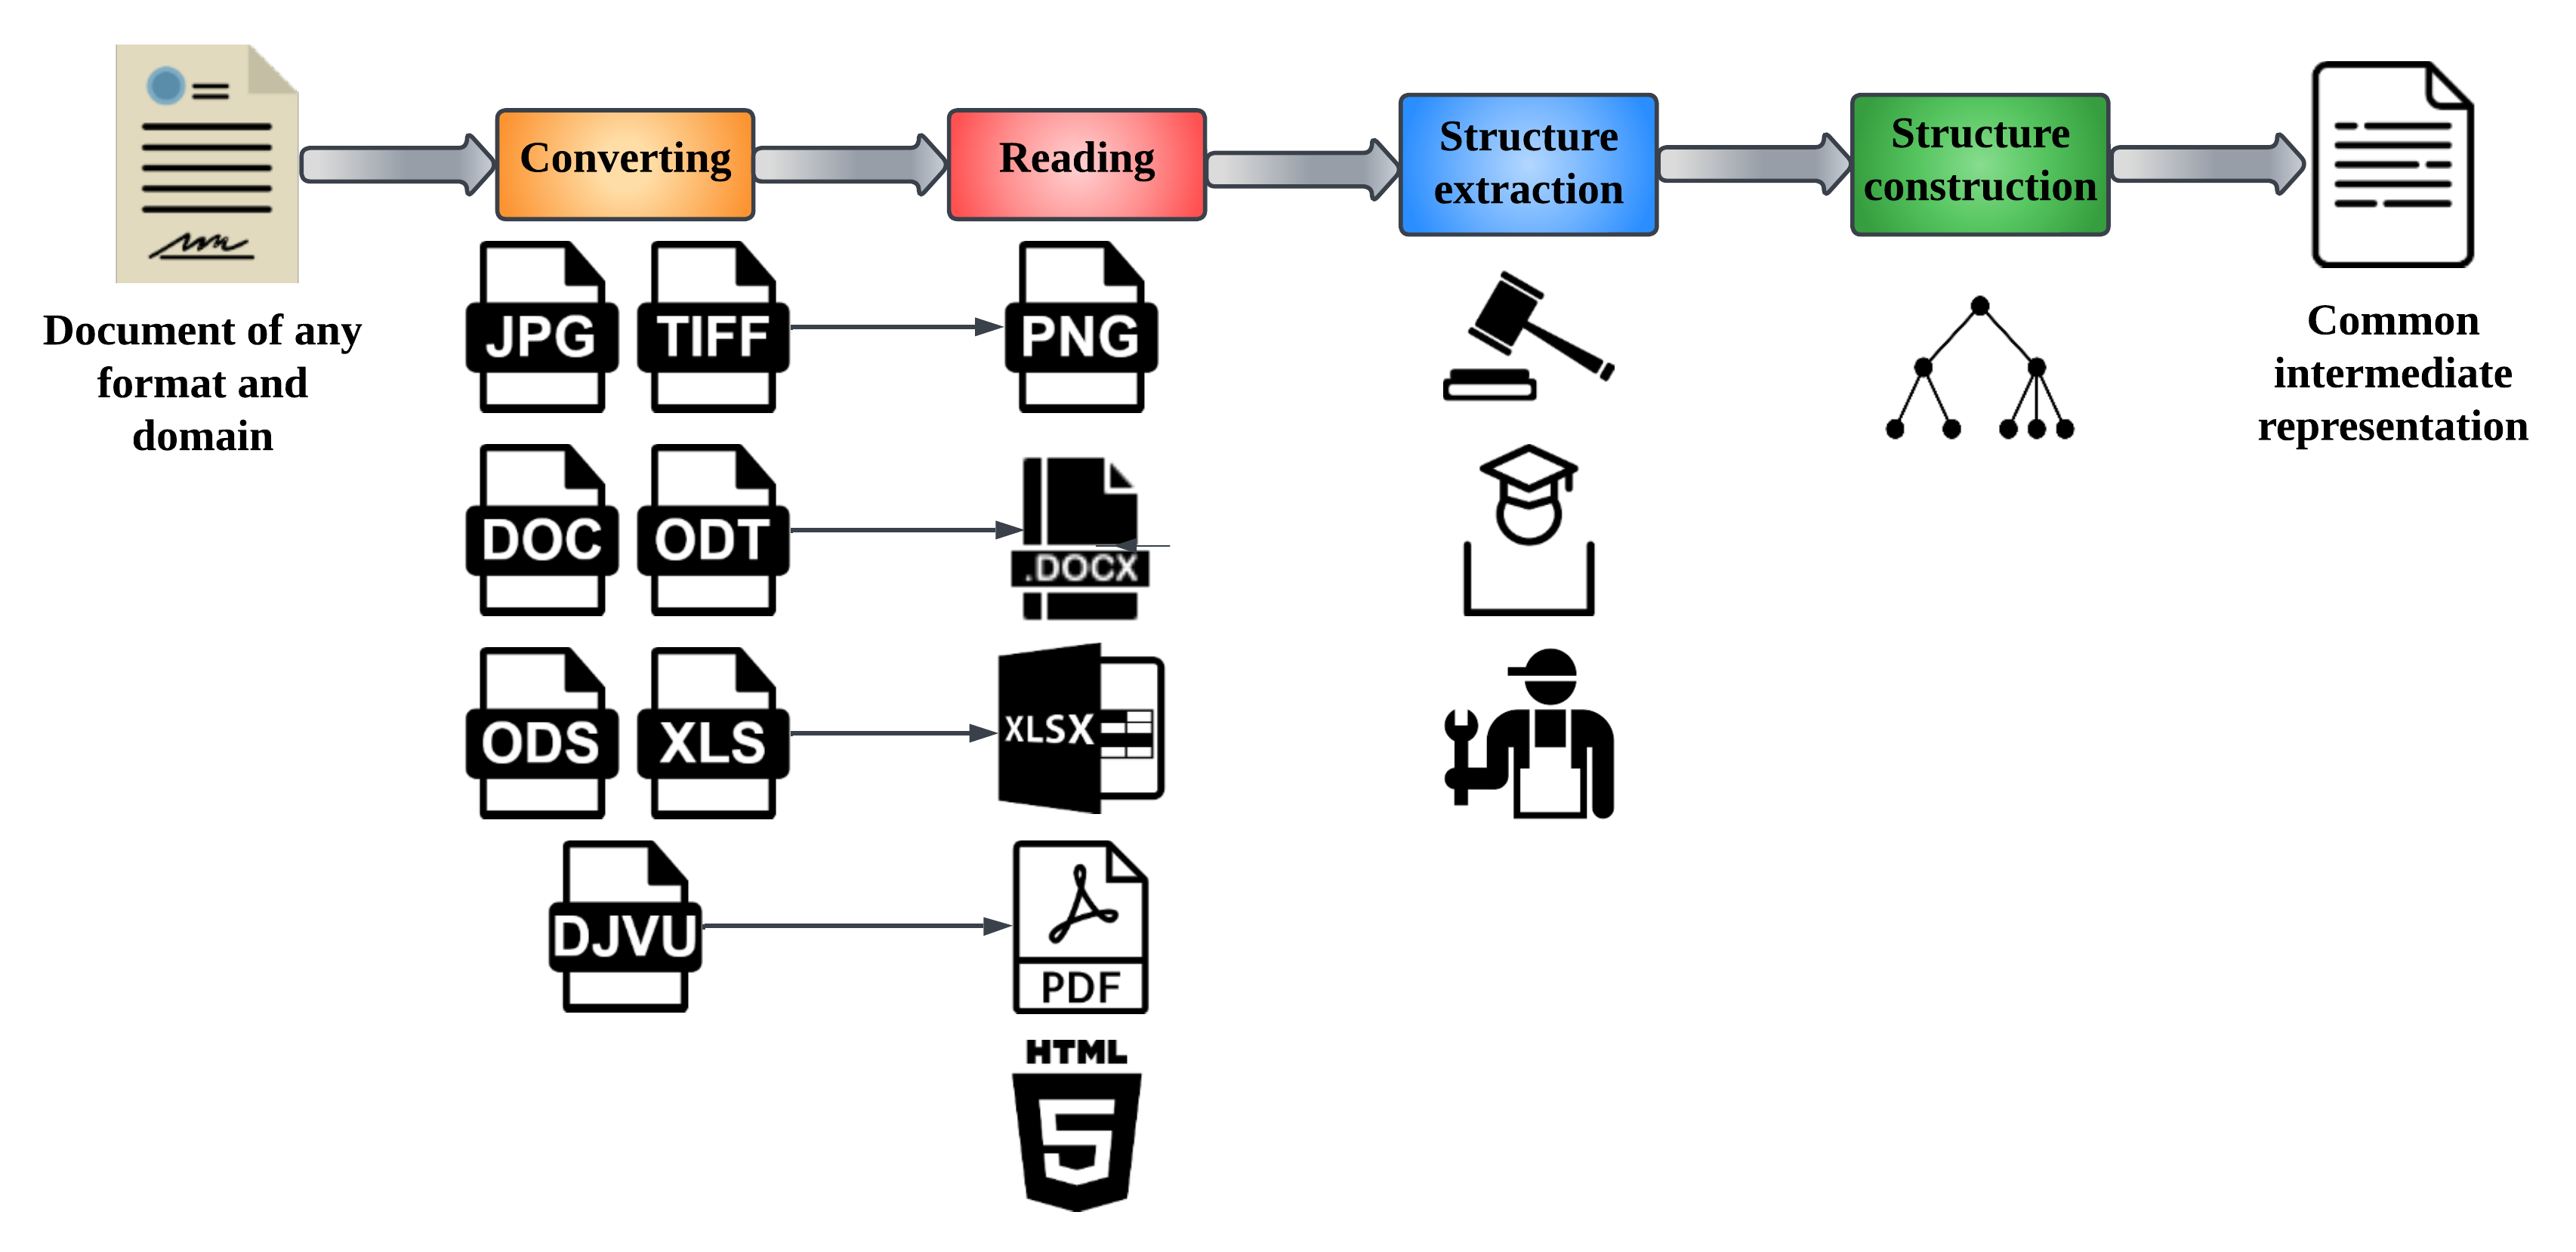 Converting
Reading
Structure
extraction
Structure
construction
Document of any
format and
domain
Common
intermediate
representation
JPG
TIFF
PNG
DOC
ODT
.DOCX
ODS
XLS
XLSX
DJVU
PDF
HTML
5